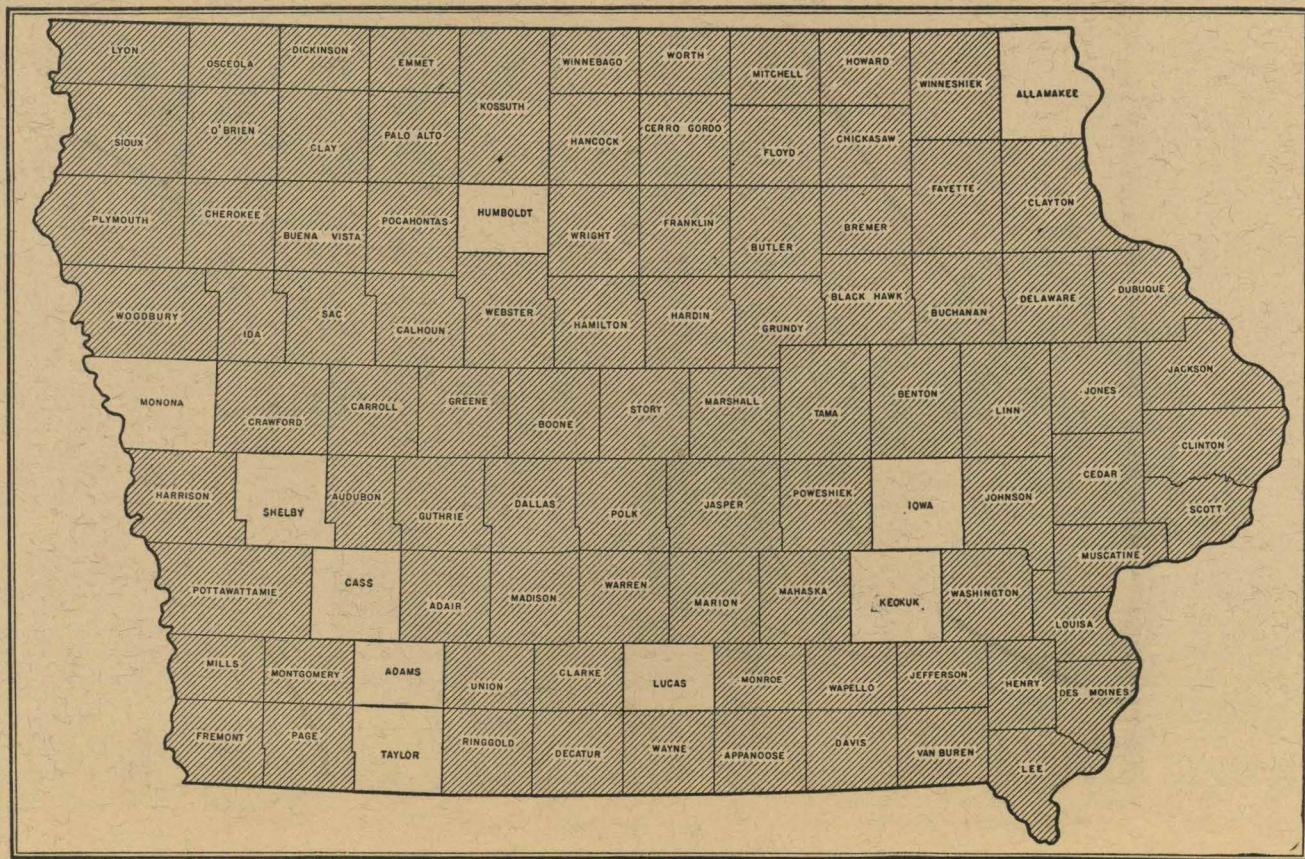 LYON
OSCEOLA
DICKINSON
EMMET
KOSSUTH
WINNEBAGO
WORTH
MITCHELL
HOWARD
WINNESHIEK
ALLAMAKEE
SIOUX
O'BRIEN
CLAY
PALO ALTO
HANCOCK
CERRO GORDO
FLOYD
CHICKASAW
FAYETTE
CLAYTON
PLYMOUTH
CHEROKEE
BUENA VISTA
POCAHONTAS
HUMBOLDT
WRIGHT
FRANKLIN
BUTLER
BREMER
WOODBURY
IDA
SAC
CALHOUN
WEBSTER
HAMILTON
HARDIN
GRUNDY
BLACK HAWK
BUCHANAN
DELAWARE
DUBUQUE
MONONA
CRAWFORD
CARROLL
GREENE
BOONE
STORY
MARSHALL
TAMA
BENTON
LINN
JONES
JACKSON
CLINTON
HARRISON
SHELBY
AUDUBON
GUTHRIE
DALLAS
POLK
JASPER
POWESHIEK
IOWA
JOHNSON
CEDAR
SCOTT
MUSCATINE
POTTAWATTAMIE
CASS
ADAIR
MADISON
WARREN
MARION
MAHASKA
KEOKUK
WASHINGTON
LOUISA
MILLS
MONTGOMERY
ADAMS
UNION
CLARKE
LUCAS
MONROE
WAPELLO
JEFFERSON
HENRY
DES MOINES
FREMONT
PAGE
TAYLOR
RINGGOLD
DECATUR
WAYNE
APPANOOSE
DAVIS
VAN BUREN
LEE